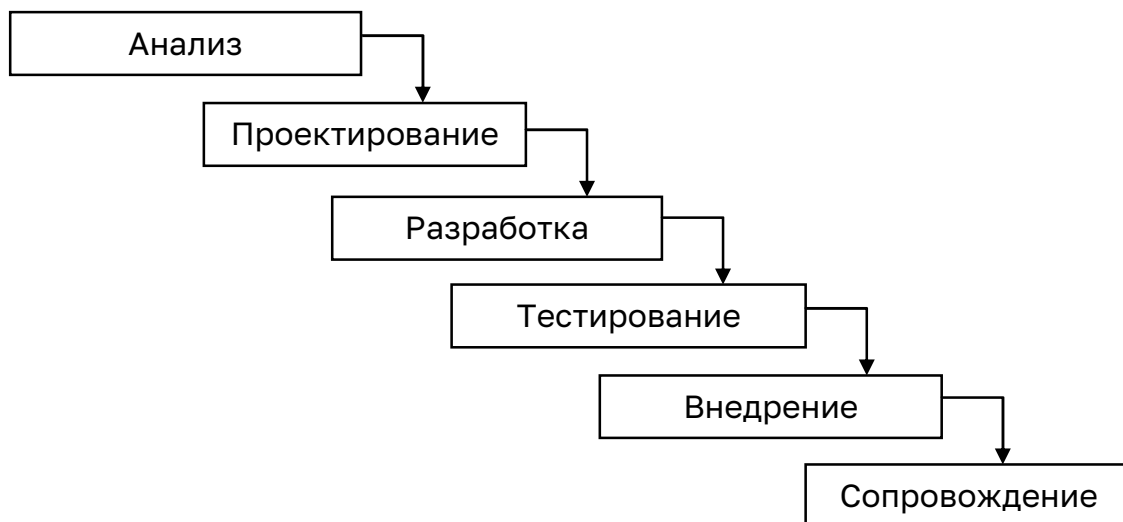 Анализ
Проектирование
Разработка
Тестирование
Внедрение
Сопровождение